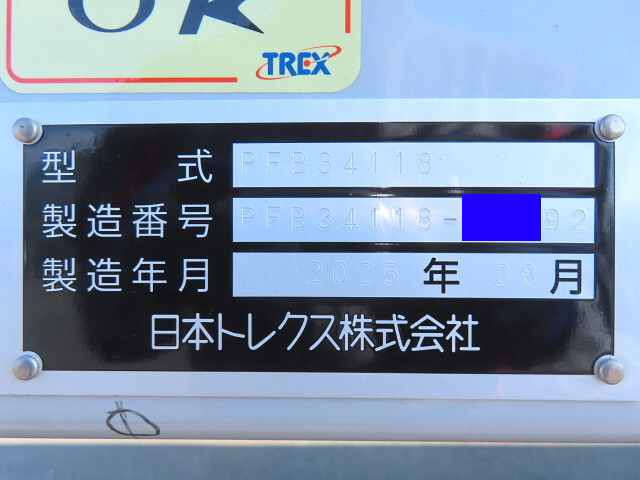 OK
TREX
型式 PFB34118
製造番号 PFB34118- 92
製造年月 2025年 08月
日本トレクス株式会社